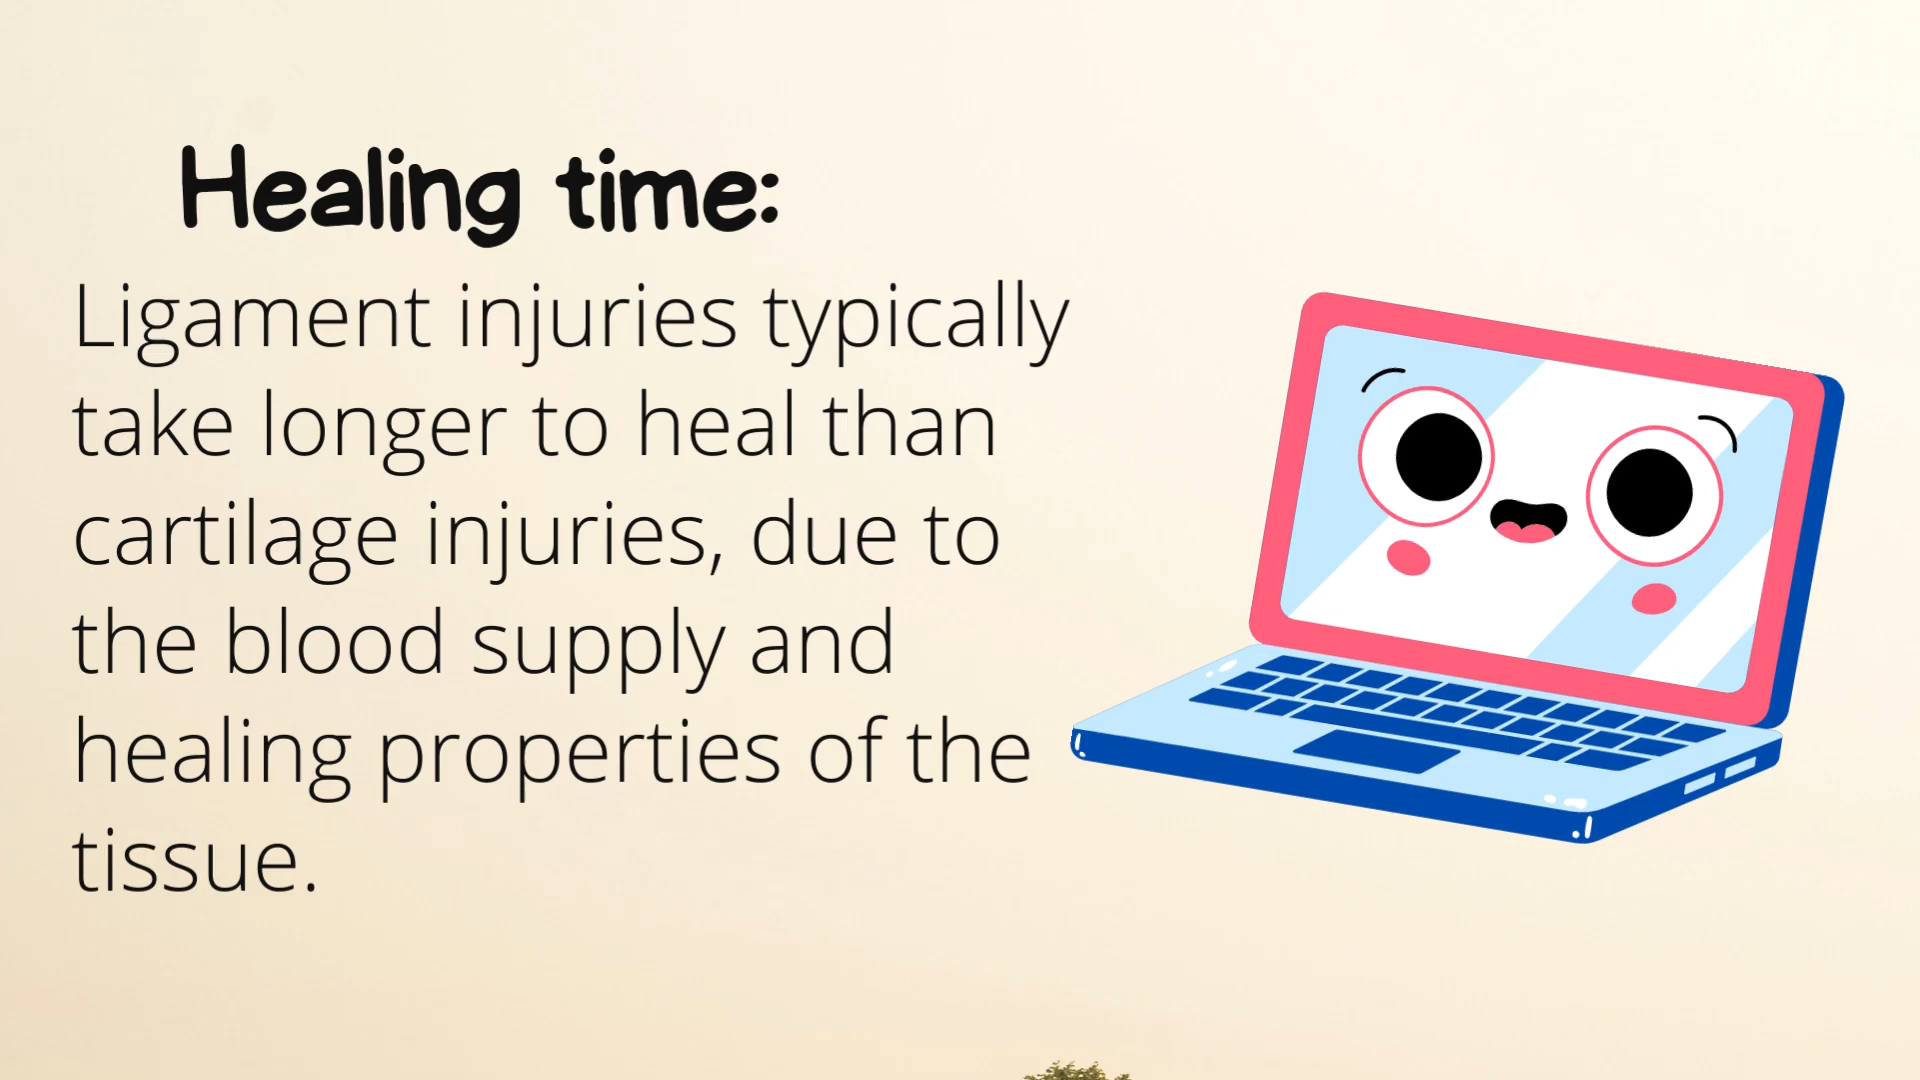 Healing time:
Ligament injuries typically
take longer to heal than
cartilage injuries, due to
the blood supply and
healing properties of the
tissue.